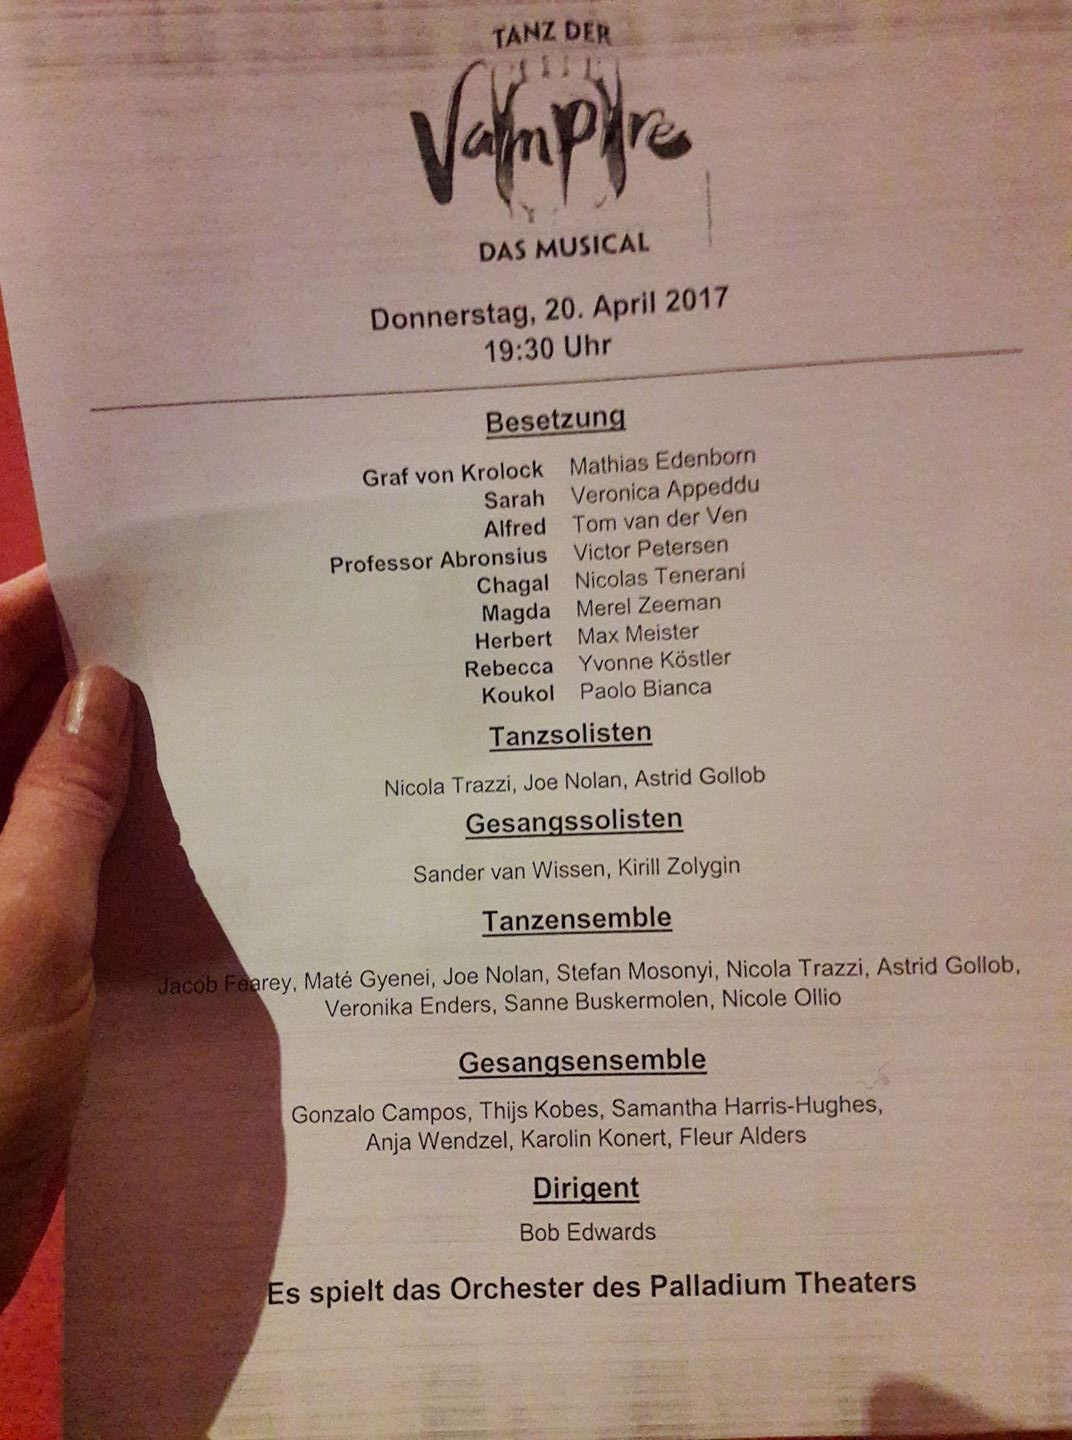 TANZ DER
Vampire
DAS MUSICAL
Donnerstag, 20. April 2017
19:30 Uhr
Besetzung
Graf von Krolock Mathias Edenborn
Sarah Veronica Appeddu
Alfred Tom van der Ven
Professor Abronsius Victor Petersen
Chagal Nicolas Tenerani
Magda Merel Zeeman
Herbert Max Meister
Rebecca Yvonne Köstler
Koukol Paolo Bianca
Tanzsolisten
Nicola Trazzi, Joe Nolan, Astrid Gollob
Gesangssolisten
Sander van Wissen, Kirill Zolygin
Tanzensemble
Jacob Fearey, Maté Gyenei, Joe Nolan, Stefan Mosonyi, Nicola Trazzi, Astrid Gollob,
Veronika Enders, Sanne Buskermolen, Nicole Ollio
Gesangsensemble
Gonzalo Campos, Thijs Kobes, Samantha Harris-Hughes,
Anja Wendzel, Karolin Konert, Fleur Alders
Dirigent
Bob Edwards
Es spielt das Orchester des Palladium Theaters